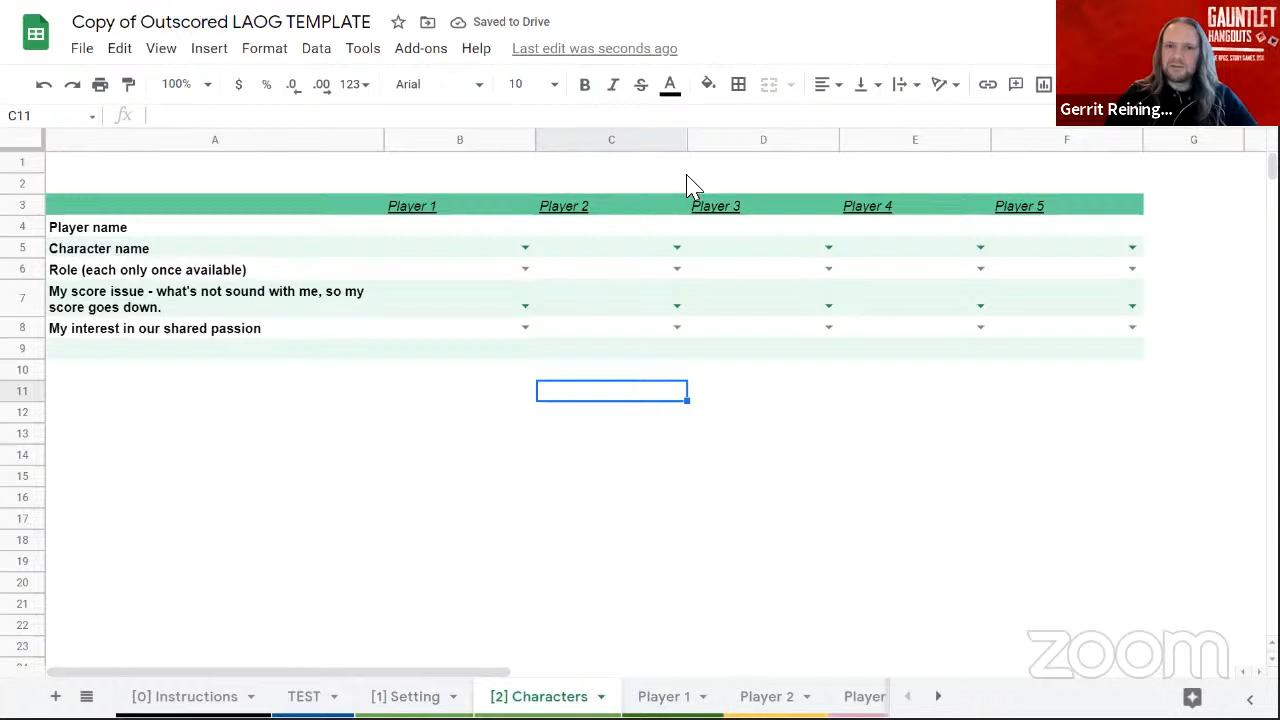 Copy of Outscored LAOG TEMPLATE
Saved to Drive
File Edit View Insert Format Data Tools Add-ons Help Last edit was seconds ago
100% $ % .0 .00 123 Arial 10 B I S A
GAUNTLET
HANGOUTS
Gerrit Reining...
C11 fx
A B C D E F G
1
2
3 Player 1 Player 2 Player 3 Player 4 Player 5
4 Player name
5 Character name
6 Role (each only once available)
7 My score issue - what's not sound with me, so my
score goes down.
8 My interest in our shared passion
9
10
11
12
13
14
15
16
17
18
19
20
21
22
23
zoom
+ [0] Instructions TEST [1] Setting [2] Characters Player 1 Player 2 Player